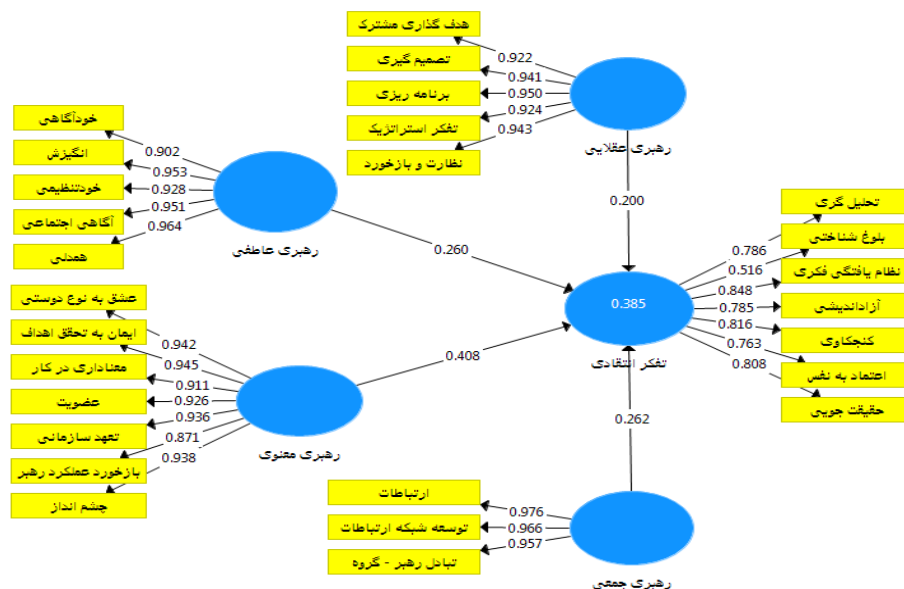 هدف گذاری مشترک
تصمیم گیری
برنامه ریزی
تفکر استراتژیک
نظارت و بازخورد
0.922
0.941
0.950
0.924
0.943
رهبری عقلایی
0.200
خودآگاهی
انگیزش
خودتنظیمی
آگاهی اجتماعی
همدلی
0.902
0.953
0.928
0.951
0.964
رهبری عاطفی
0.260
تحلیل گری
بلوغ شناختی
نظام یافتگی فکری
آزاداندیشی
کنجکاوی
اعتماد به نفس
حقیقت جویی
0.786
0.516
0.848
0.785
0.816
0.763
0.808
0.385
تفکر انتقادی
عشق به نوع دوستی
ایمان به تحقق اهداف
معناداری در کار
عضویت
تعهد سازمانی
بازخورد عملکرد رهبر
چشم انداز
0.942
0.945
0.911
0.926
0.936
0.871
0.938
رهبری معنوی
0.408
0.262
ارتباطات
توسعه شبکه ارتباطات
تبادل رهبر - گروه
0.976
0.966
0.957
رهبری جمعی